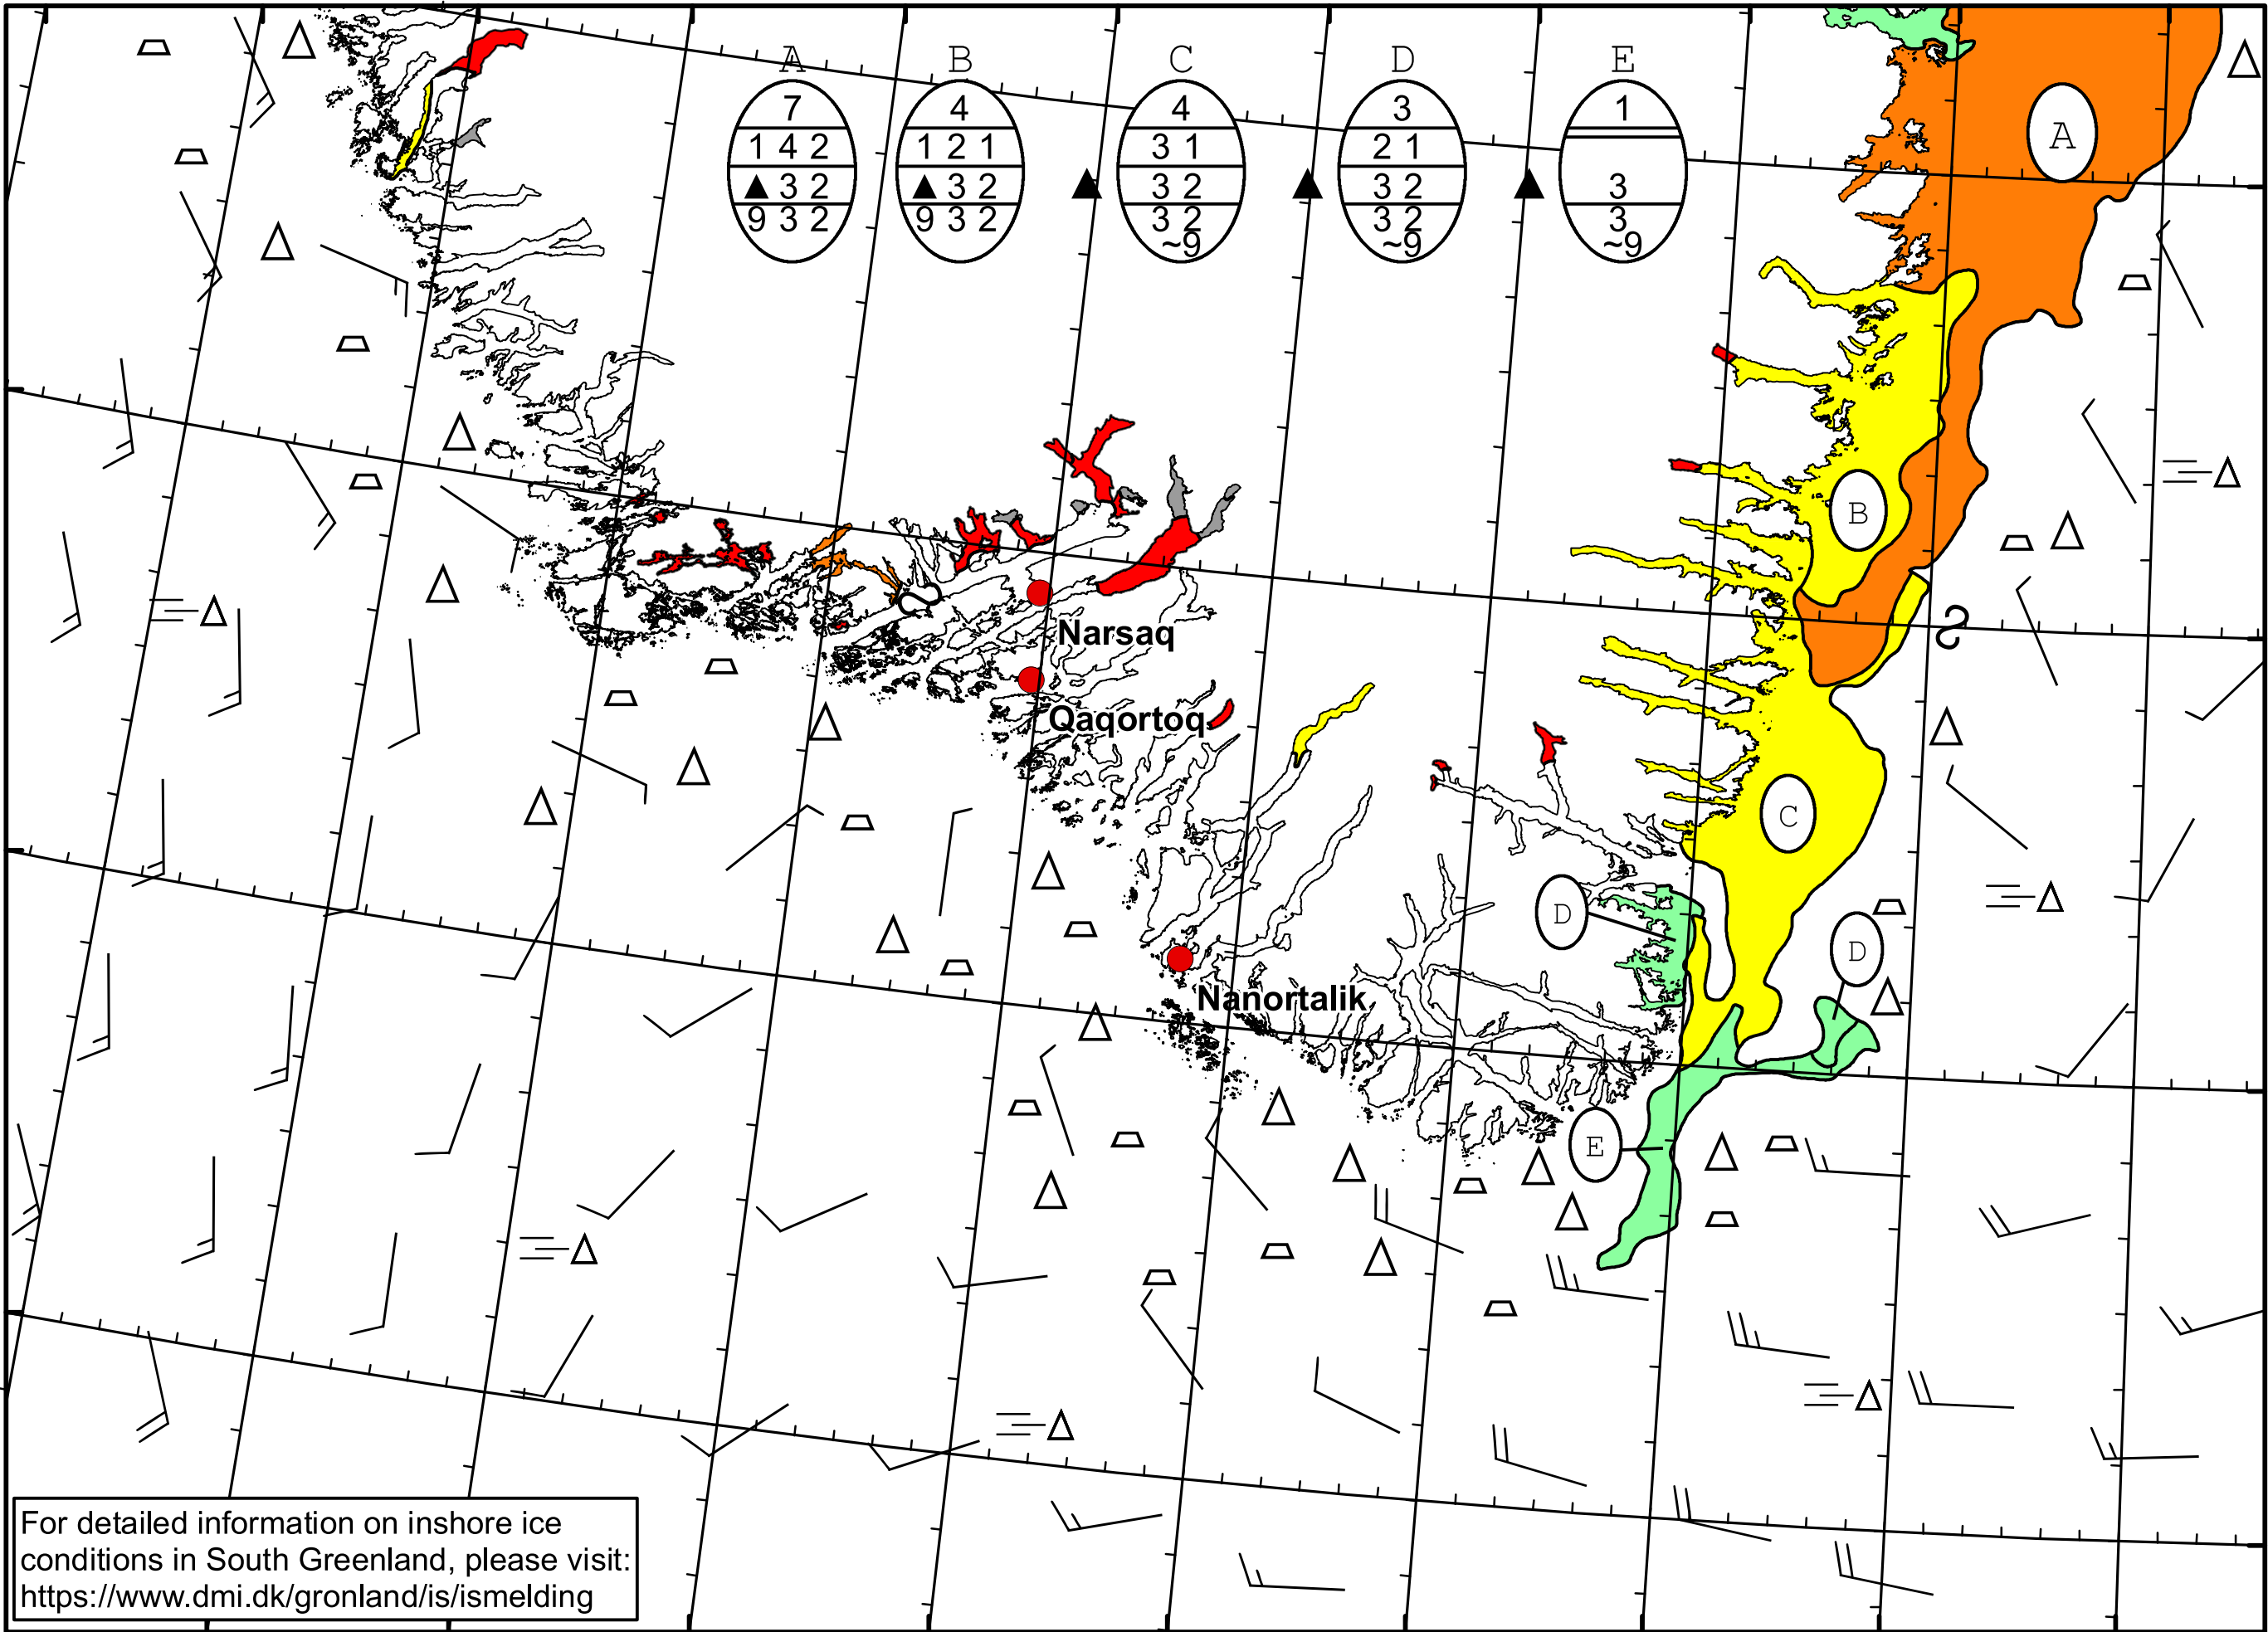 A B C D E
7 4 4 3 1
1 4 2 1 2 1 3 1 2 1
▲ 3 2 ▲ 3 2 ▲ 3 2 ▲ 3 2 ▲ 3
9 3 2 9 3 2 3 2 3 2 3
~9 ~9 ~9
A
B
Narsaq
Qaqortoq
C
D
D
Nanortalik
E
For detailed information on inshore ice
conditions in South Greenland, please visit:
https://www.dmi.dk/gronland/is/ismelding